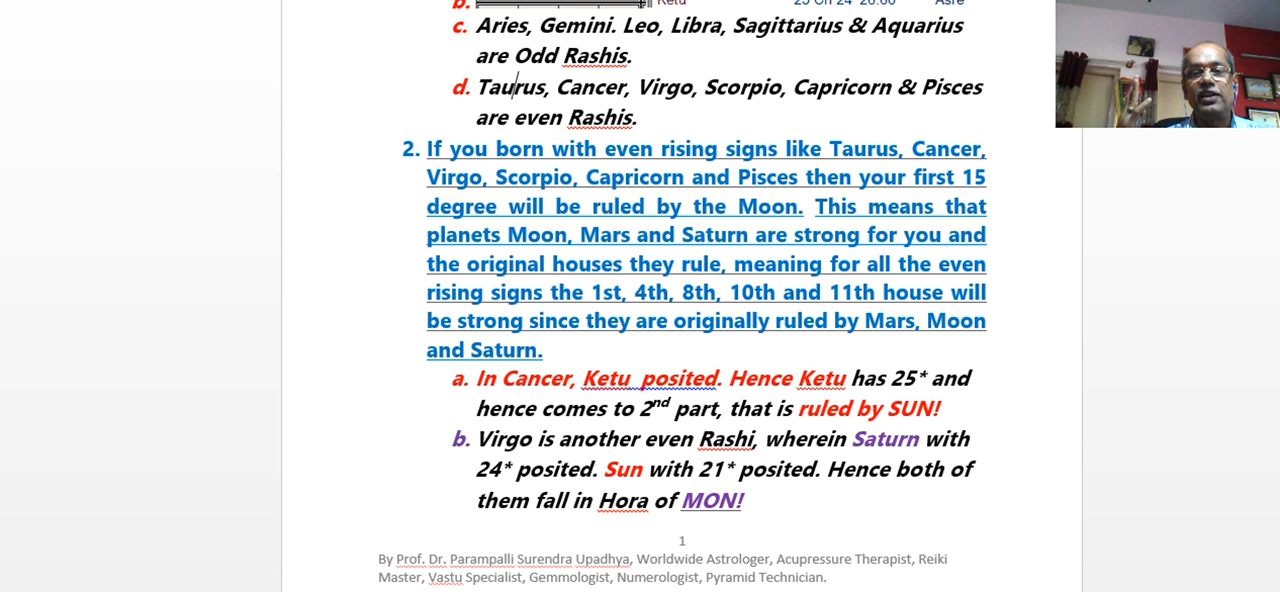 b. Ketu 25 Cn 24' 26.60 Asre
c. Aries, Gemini. Leo, Libra, Sagittarius & Aquarius
are Odd Rashis.
d. Taurus, Cancer, Virgo, Scorpio, Capricorn & Pisces
are even Rashis.
2. If you born with even rising signs like Taurus, Cancer,
Virgo, Scorpio, Capricorn and Pisces then your first 15
degree will be ruled by the Moon. This means that
planets Moon, Mars and Saturn are strong for you and
the original houses they rule, meaning for all the even
rising signs the 1st, 4th, 8th, 10th and 11th house will
be strong since they are originally ruled by Mars, Moon
and Saturn.
a. In Cancer, Ketu posited. Hence Ketu has 25* and
hence comes to 2nd part, that is ruled by SUN!
b. Virgo is another even Rashi, wherein Saturn with
24* posited. Sun with 21* posited. Hence both of
them fall in Hora of MON!
1
By Prof. Dr. Parampalli Surendra Upadhya, Worldwide Astrologer, Acupressure Therapist, Reiki
Master, Vastu Specialist, Gemmologist, Numerologist, Pyramid Technician.